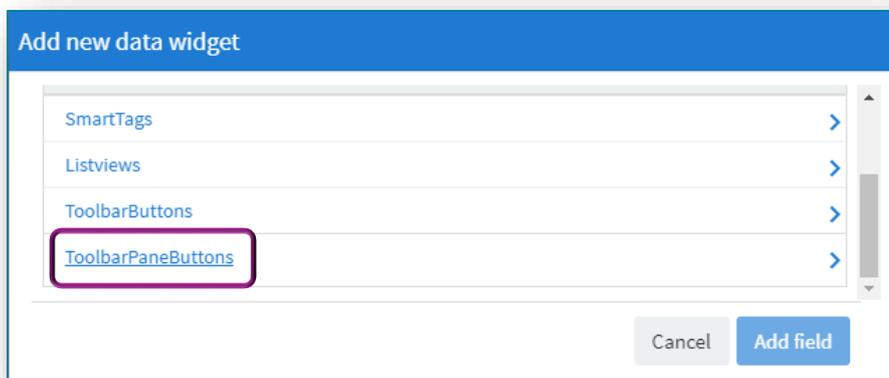 Add new data widget
SmartTags
Listviews
ToolbarButtons
ToolbarPaneButtons
Cancel Add field